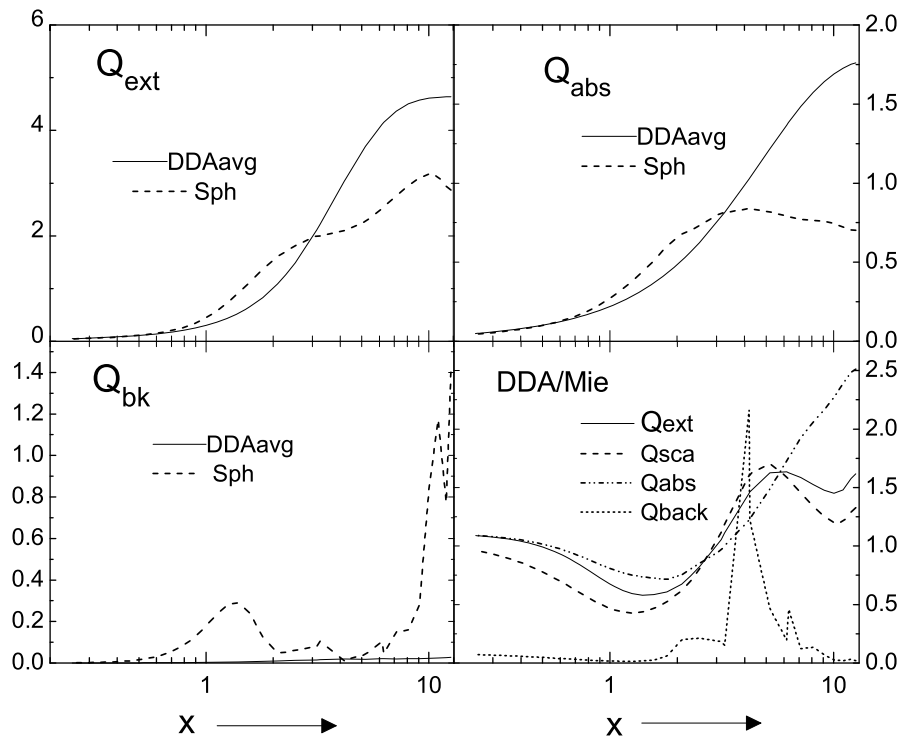 Q_ext
6
4
2
0
DDAavg
Sph
Q_abs
2.0
1.5
1.0
0.5
0.0
DDAavg
Sph
Q_bk
1.4
1.2
1.0
0.8
0.6
0.4
0.2
0.0
DDAavg
Sph
1 10
x
DDA/Mie
Qext
Qsca
Qabs
Qback
2.5
2.0
1.5
1.0
0.5
0.0
1 10
x